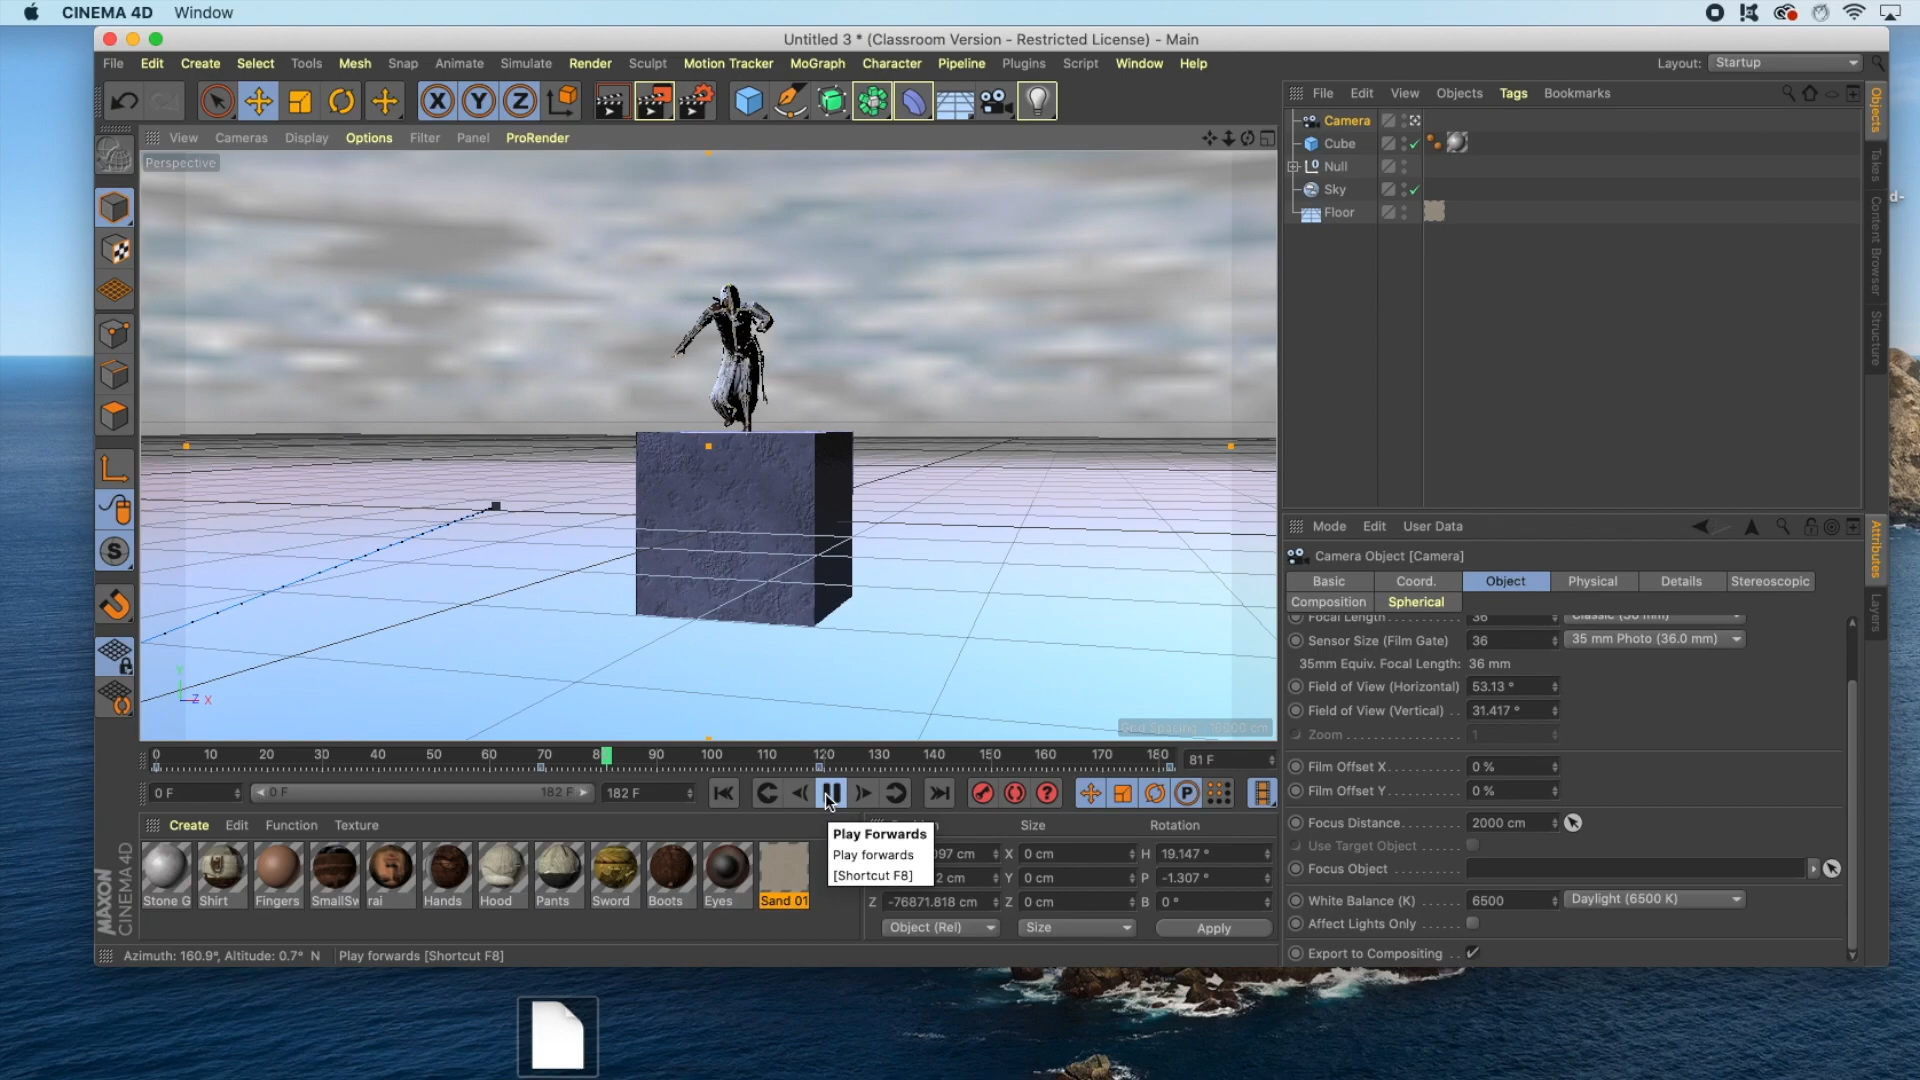 CINEMA 4D Window
Untitled 3 * (Classroom Version - Restricted License) - Main
File Edit Create Select Tools Mesh Snap Animate Simulate Render Sculpt Motion Tracker MoGraph Character Pipeline Plugins Script Window Help
Layout: Startup
X Y Z
View Cameras Display Options Filter Panel ProRender
Perspective
File Edit View Objects Tags Bookmarks
Camera
Cube
Null
Sky
Floor
Objects
Takes
Content Browser
Structure
Mode Edit User Data
Camera Object [Camera]
Basic Coord. Object Physical Details Stereoscopic
Composition Spherical
Focal Length 36 Classic (36 mm)
Sensor Size (Film Gate) 36 35 mm Photo (36.0 mm)
35mm Equiv. Focal Length: 36 mm
Field of View (Horizontal) 53.13 °
Field of View (Vertical) . . 31.417 °
Zoom 1
Film Offset X 0 %
Film Offset Y 0 %
Focus Distance 2000 cm
Use Target Object
Focus Object
White Balance (K) 6500 Daylight (6500 K)
Affect Lights Only
Export to Compositing
Attributes
Layers
S
Y
Z X
0 10 20 30 40 50 60 70 8 90 100 110 120 130 140 150 160 170 180 81 F
0 F 0 F 182 F 182 F
P
Create Edit Function Texture
Size Rotation
Play Forwards
Play forwards
[Shortcut F8]
097 cm X 0 cm H 19.147 °
2 cm Y 0 cm P -1.307 °
Z -76871.818 cm Z 0 cm B 0 °
Object (Rel) Size Apply
Stone G Shirt Fingers SmallSw rai Hands Hood Pants Sword Boots Eyes Sand 01
MAXON
CINEMA 4D
Azimuth: 160.9°, Altitude: 0.7° N Play forwards [Shortcut F8]